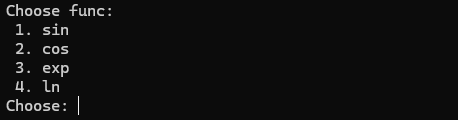 Choose func:
1. sin
2. cos
3. exp
4. ln
Choose: